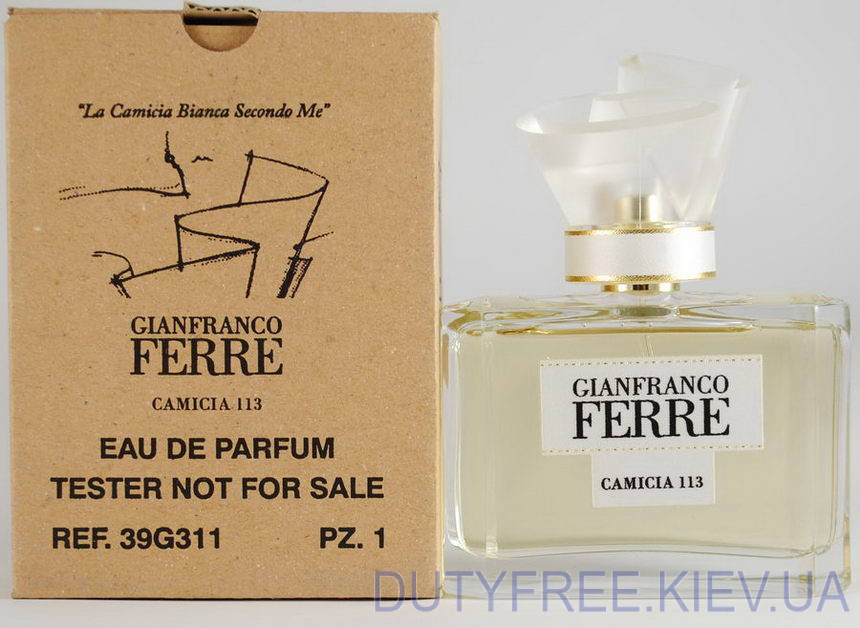 "La Camicia Bianca Secondo Me"
GIANFRANCO
FERRE
CAMICIA 113
EAU DE PARFUM
TESTER NOT FOR SALE
REF. 39G311 PZ. 1
GIANFRANCO
FERRE
CAMICIA 113
DUTYFREE.KIEV.UA